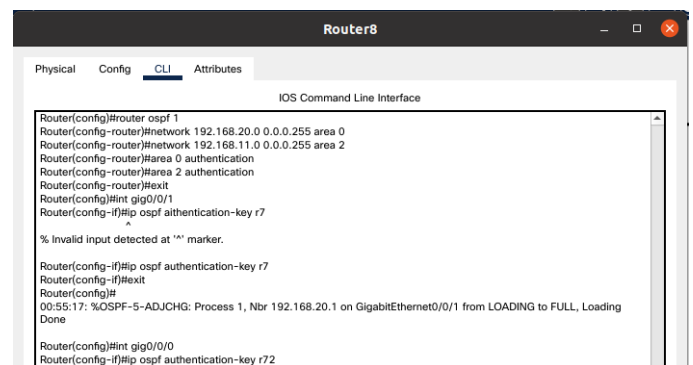 Router8
Physical Config CLI Attributes
IOS Command Line Interface
Router(config)#router ospf 1
Router(config-router)#network 192.168.20.0 0.0.0.255 area 0
Router(config-router)#network 192.168.11.0 0.0.0.255 area 2
Router(config-router)#area 0 authentication
Router(config-router)#area 2 authentication
Router(config-router)#exit
Router(config)#int gig0/0/1
Router(config-if)#ip ospf aithentication-key r7
^
% Invalid input detected at '^' marker.
Router(config-if)#ip ospf authentication-key r7
Router(config-if)#exit
Router(config)#
00:55:17: %OSPF-5-ADJCHG: Process 1, Nbr 192.168.20.1 on GigabitEthernet0/0/1 from LOADING to FULL, Loading
Done
Router(config)#int gig0/0/0
Router(config-if)#ip ospf authentication-key r72